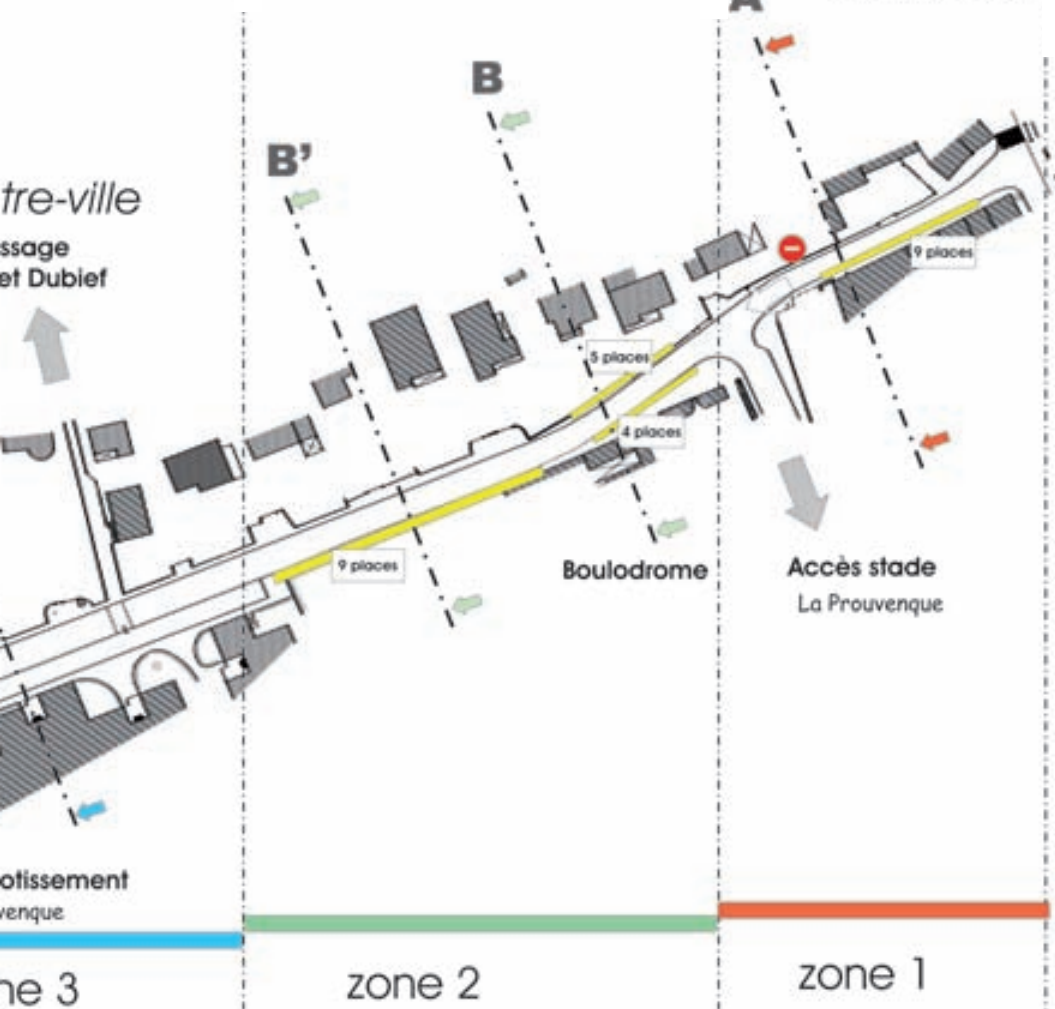 A
B
B’
tre-ville
ssage
et Dubief
9 places
5 places
4 places
9 places
Boulodrome
Accès stade
La Prouvenque
otissement
venque
ne 3
zone 2
zone 1